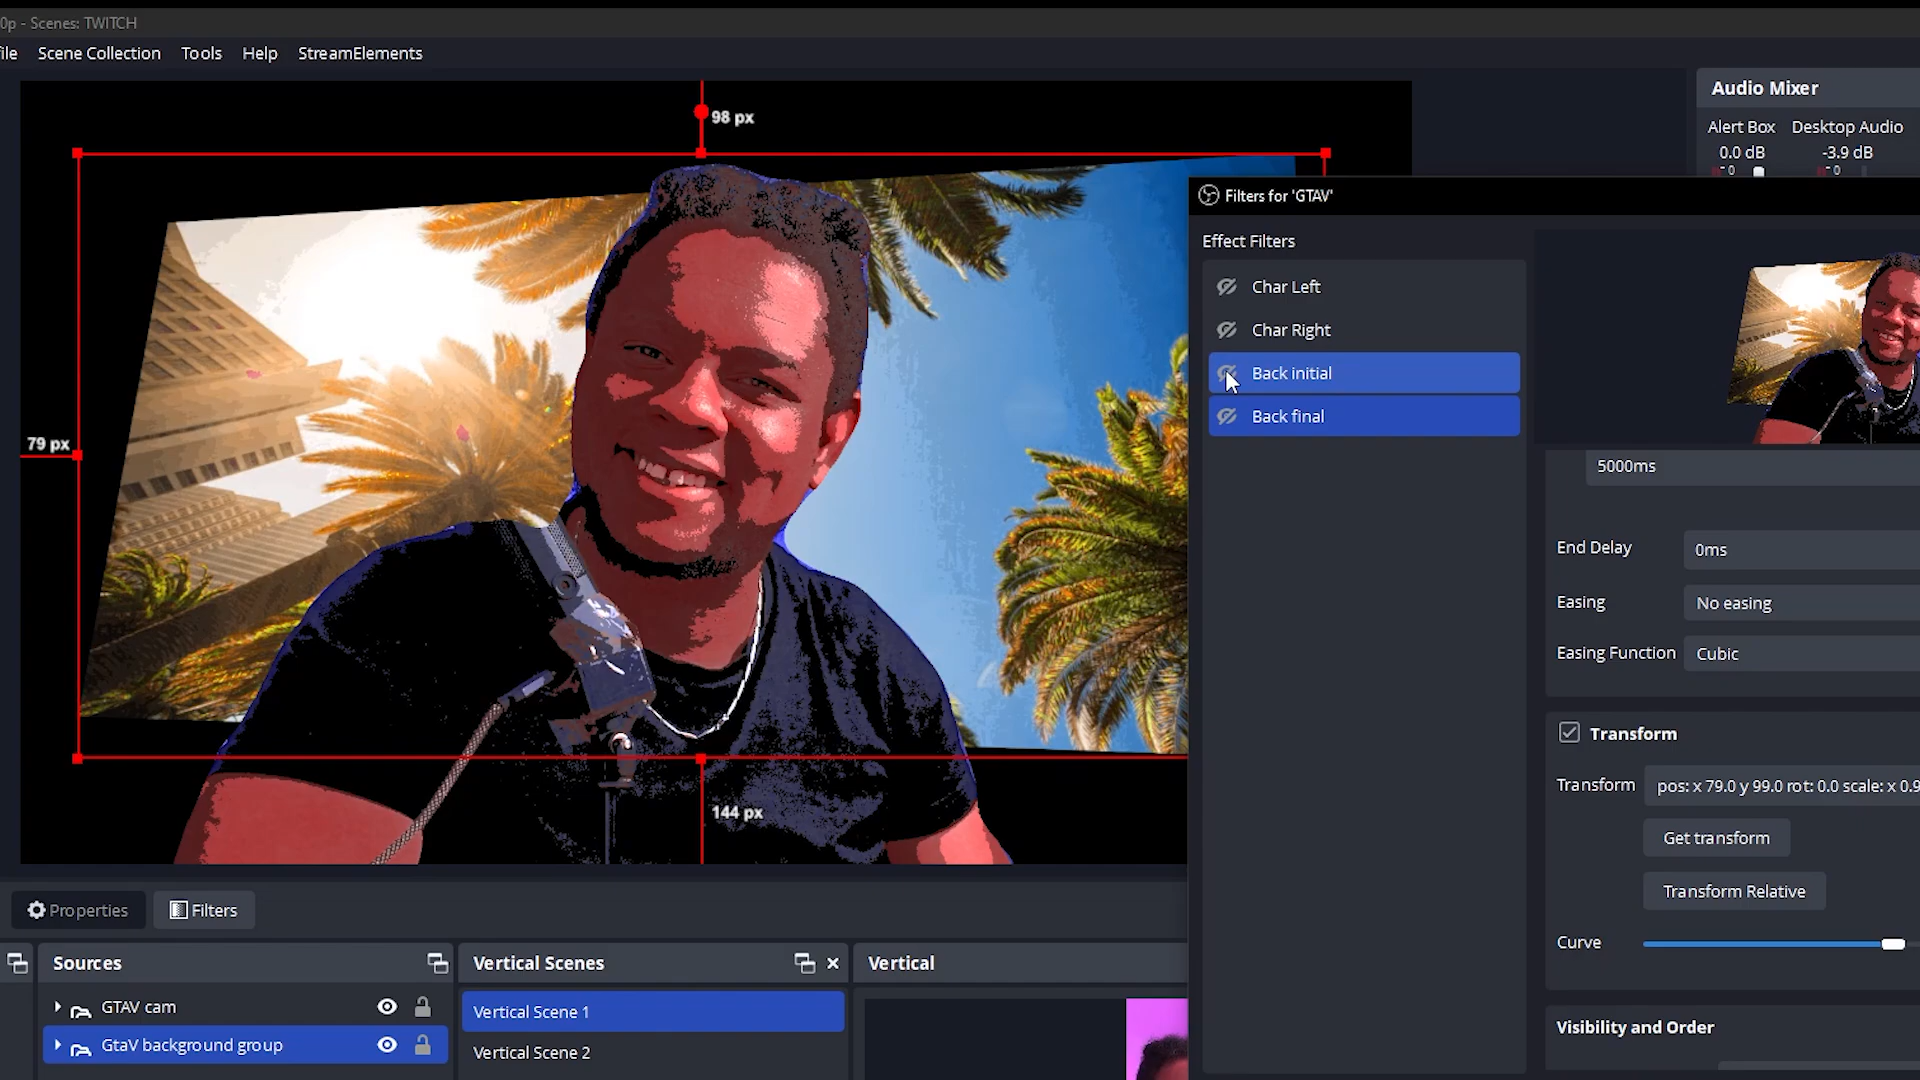 0p - Scenes: TWITCH
ile Scene Collection Tools Help StreamElements
Audio Mixer
Alert Box Desktop Audio
0.0 dB -3.9 dB
-0 -0
98 px
79 px
144 px
Filters for 'GTAV'
Effect Filters
Char Left
Char Right
Back initial
Back final
5000ms
End Delay 0ms
Easing No easing
Easing Function Cubic
Transform
Transform pos: x 79.0 y 99.0 rot: 0.0 scale: x 0.9
Get transform
Transform Relative
Curve
Visibility and Order
Properties Filters
Sources
GTAV cam
GtaV background group
Vertical Scenes
Vertical Scene 1
Vertical Scene 2
Vertical